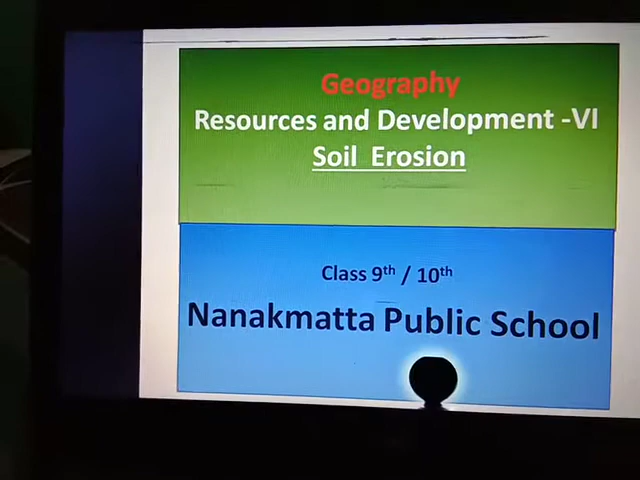 Geography
Resources and Development -VI
Soil Erosion
Class 9th / 10th
Nanakmatta Public School